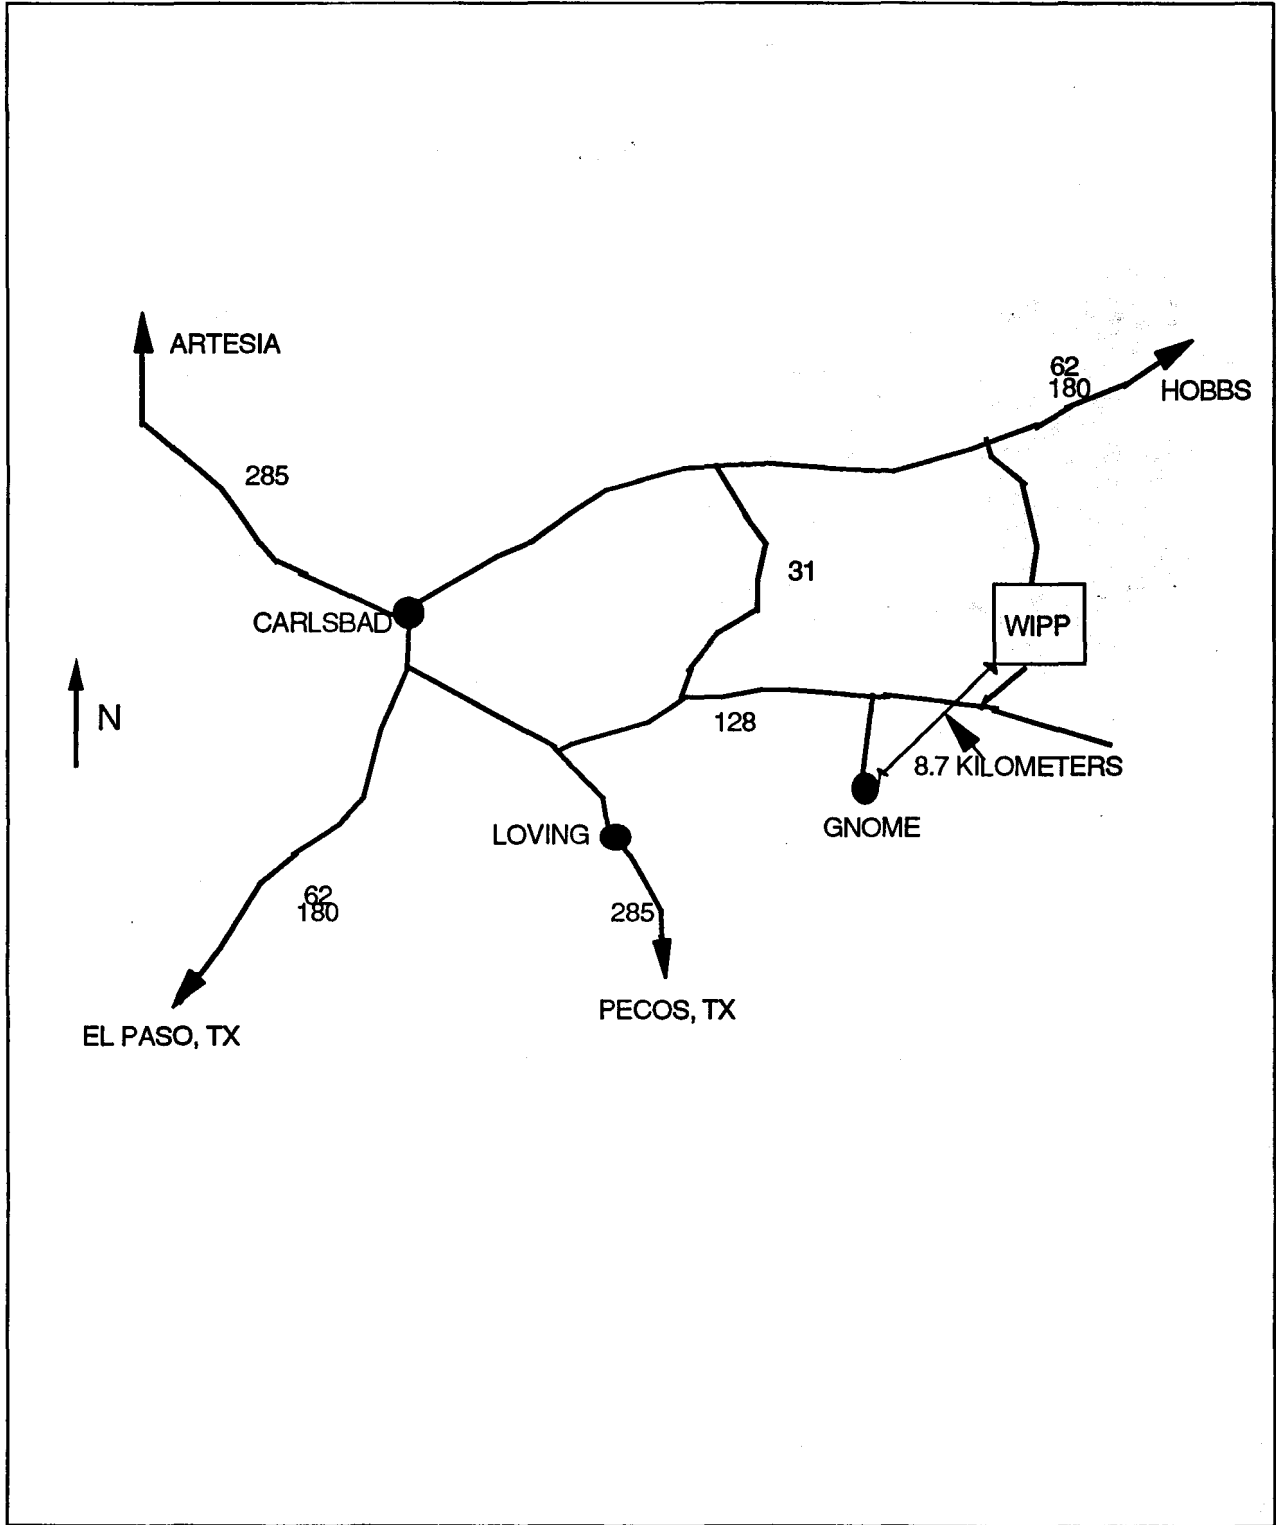 ARTESIA
62
180
HOBBS
285
31
CARLSBAD
WIPP
N
128
8.7 KILOMETERS
GNOME
LOVING
62
180
285
PECOS, TX
EL PASO, TX